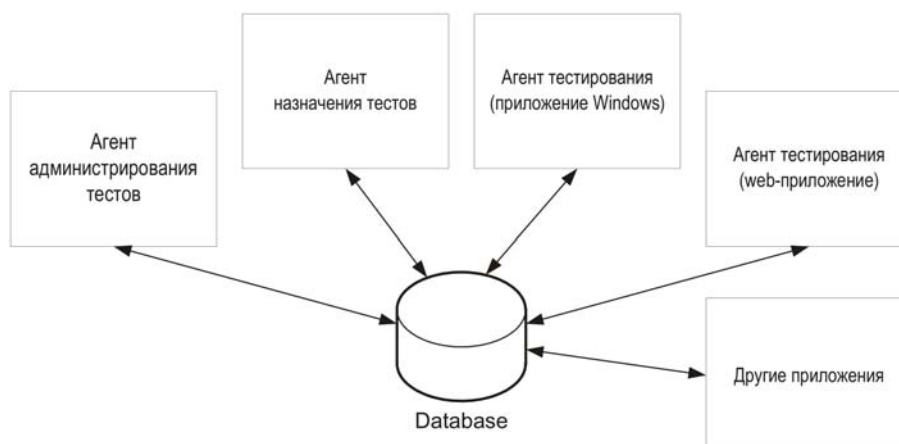 Агент
администрирования
тестов
Агент
назначения тестов
Агент тестирования
(приложение Windows)
Агент тестирования
(web-приложение)
Другие приложения
Database